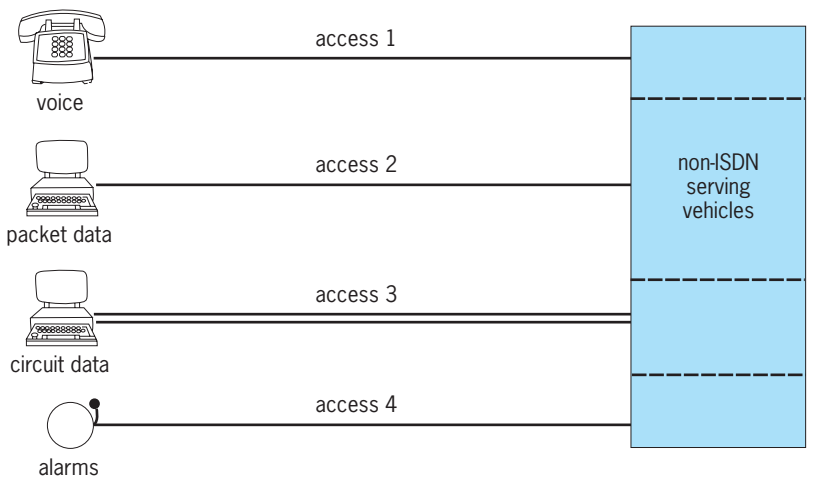 access 1
voice
access 2
non-ISDN
serving
vehicles
packet data
access 3
circuit data
access 4
alarms